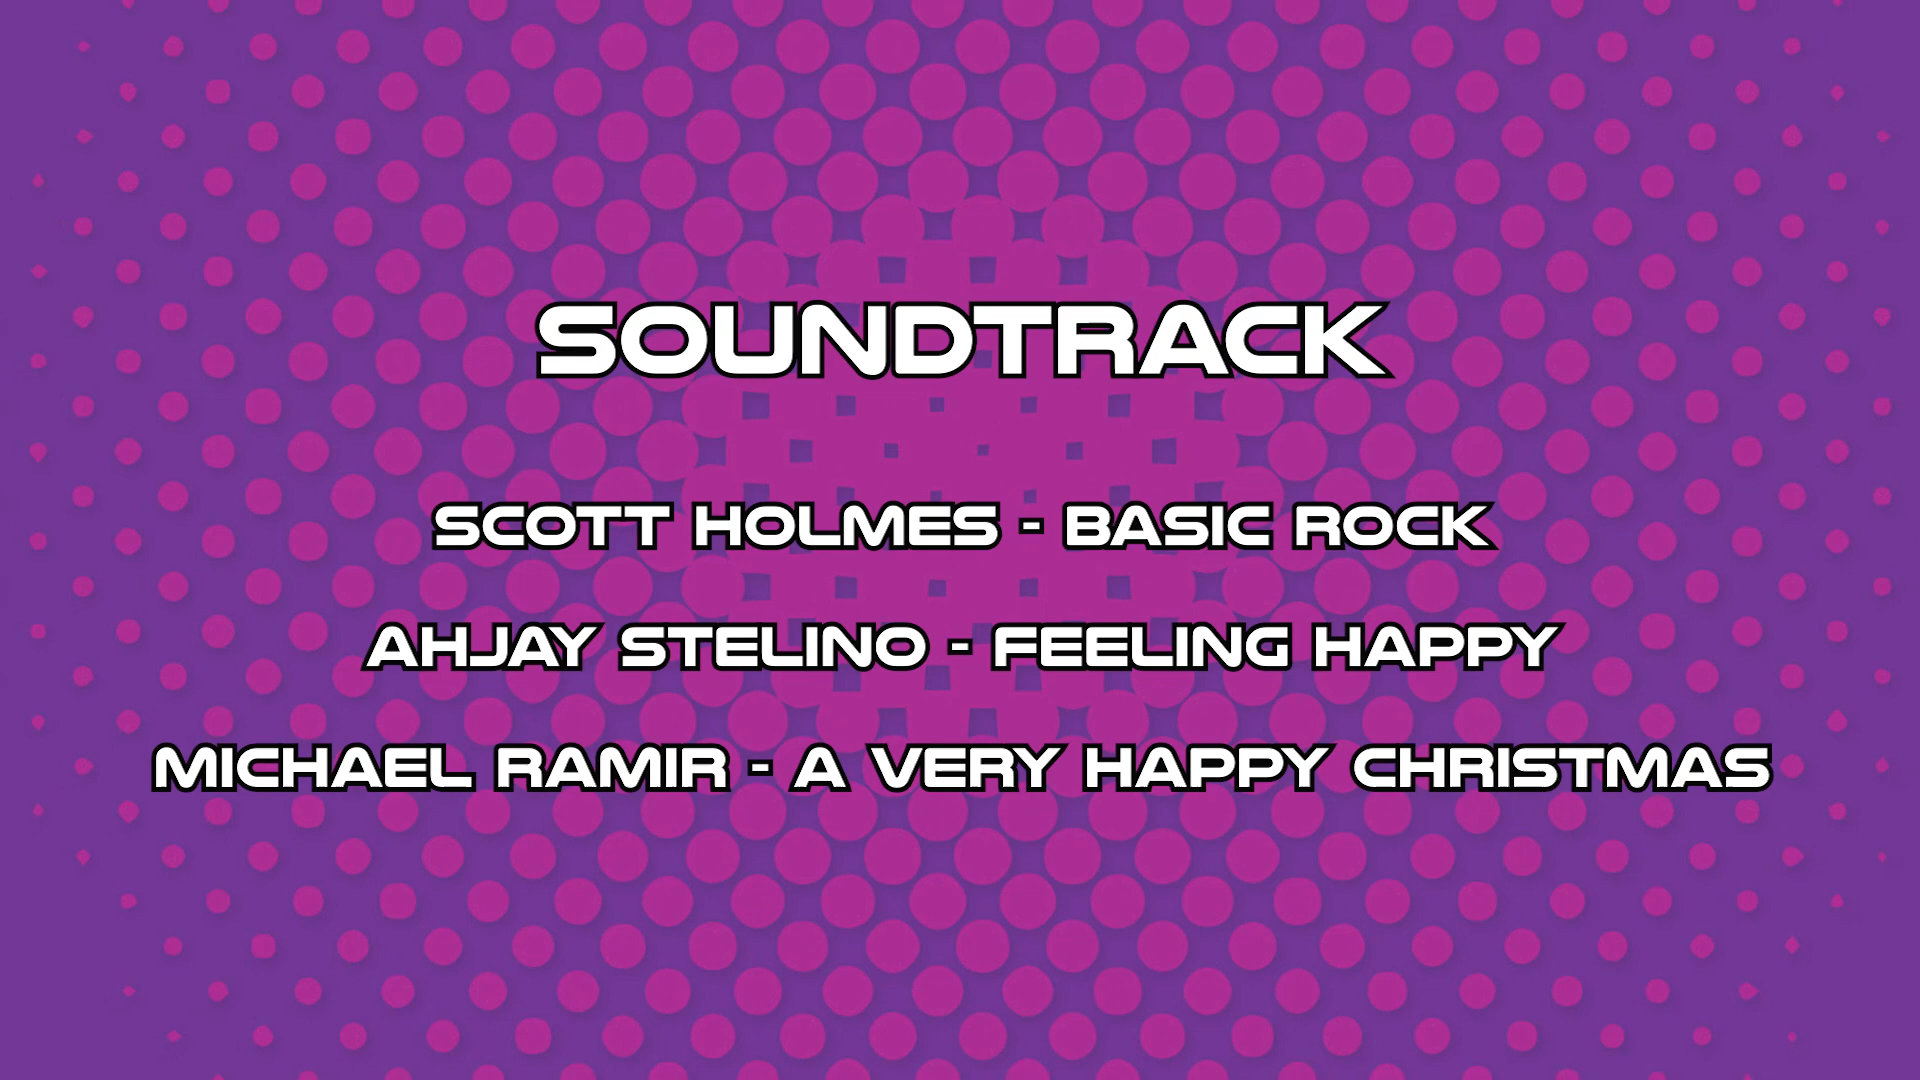 SOUNDTRACK
SCOTT HOLMES - BASIC ROCK
AHJAY STELINO - FEELING HAPPY
MICHAEL RAMIR - A VERY HAPPY CHRISTMAS